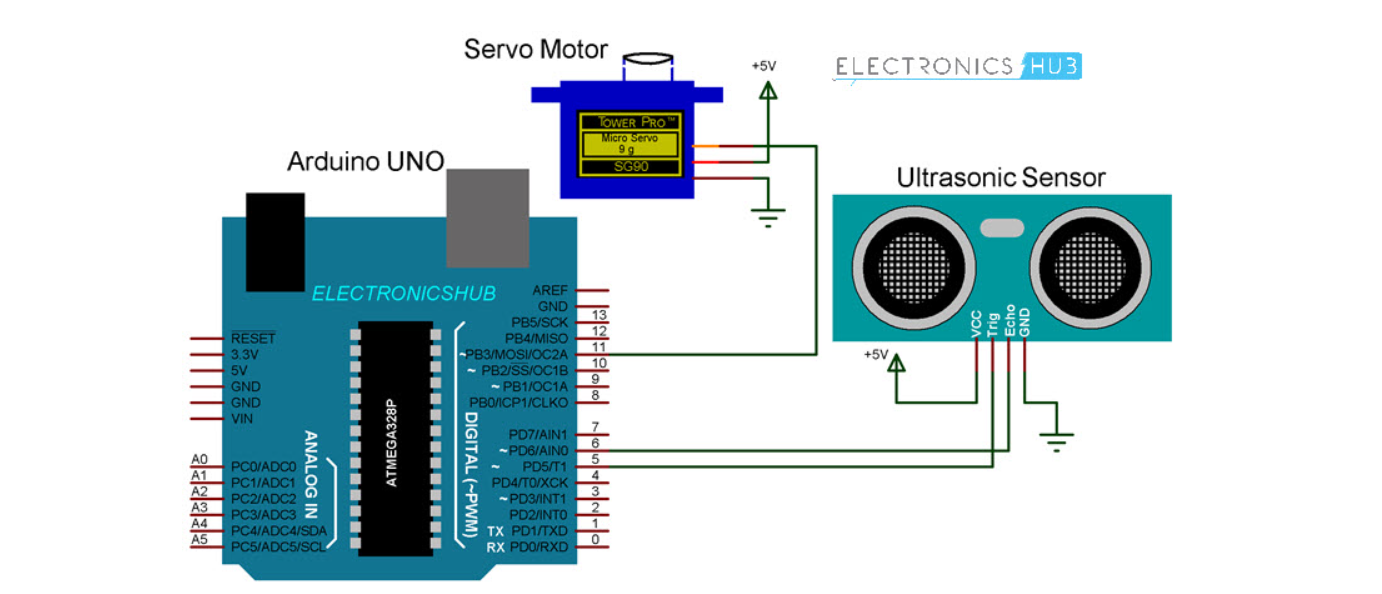 Servo Motor
+5V
ELECTRONICS HUB
TOWER PRO™
Micro Servo
9 g
SG90
Arduino UNO
Ultrasonic Sensor
ELECTRONICSHUB
AREF
GND
PB5/SCK 13
PB4/MISO 12
~PB3/MOSI/OC2A 11
~ PB2/SS/OC1B 10
~ PB1/OC1A 9
PB0/ICP1/CLKO 8
PD7/AIN1 7
~PD6/AIN0 6
~ PD5/T1 5
PD4/T0/XCK 4
~PD3/INT1 3
PD2/INT0 2
TX PD1/TXD 1
RX PD0/RXD 0
RESET
3.3V
5V
GND
GND
VIN
A0 PC0/ADC0
A1 PC1/ADC1
A2 PC2/ADC2
A3 PC3/ADC3
A4 PC4/ADC4/SDA
A5 PC5/ADC5/SCL
ANALOG IN
ATMEGA328P
DIGITAL (~PWM)
VCC
Trig
Echo
GND
+5V